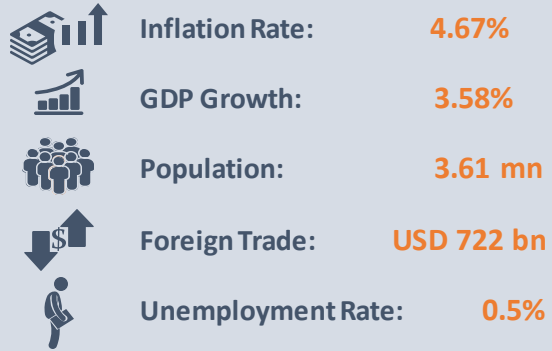 Inflation Rate: 4.67%
GDP Growth: 3.58%
Population: 3.61 mn
$
Foreign Trade: USD 722 bn
Unemployment Rate: 0.5%